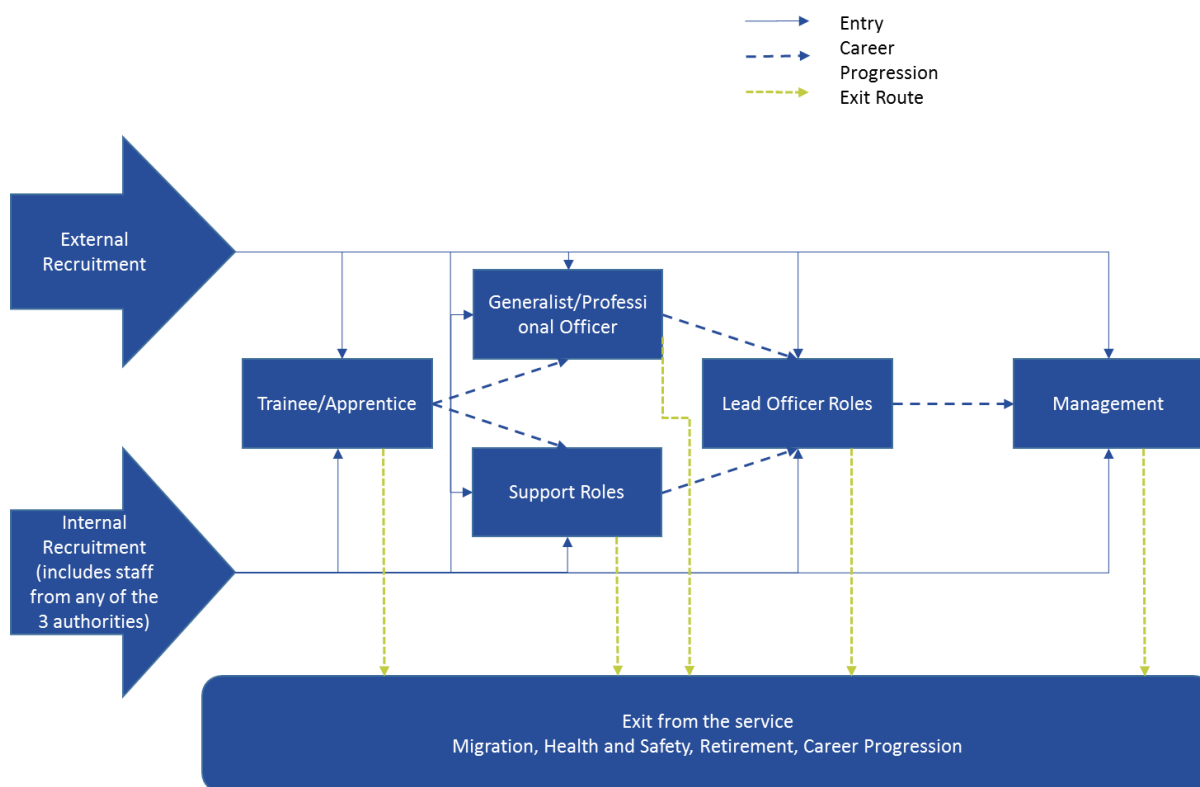 Entry
Career
Progression
Exit Route
External
Recruitment
Generalist/Professi
onal Officer
Trainee/Apprentice
Lead Officer Roles
Management
Support Roles
Internal
Recruitment
(includes staff
from any of the
3 authorities)
Exit from the service
Migration, Health and Safety, Retirement, Career Progression